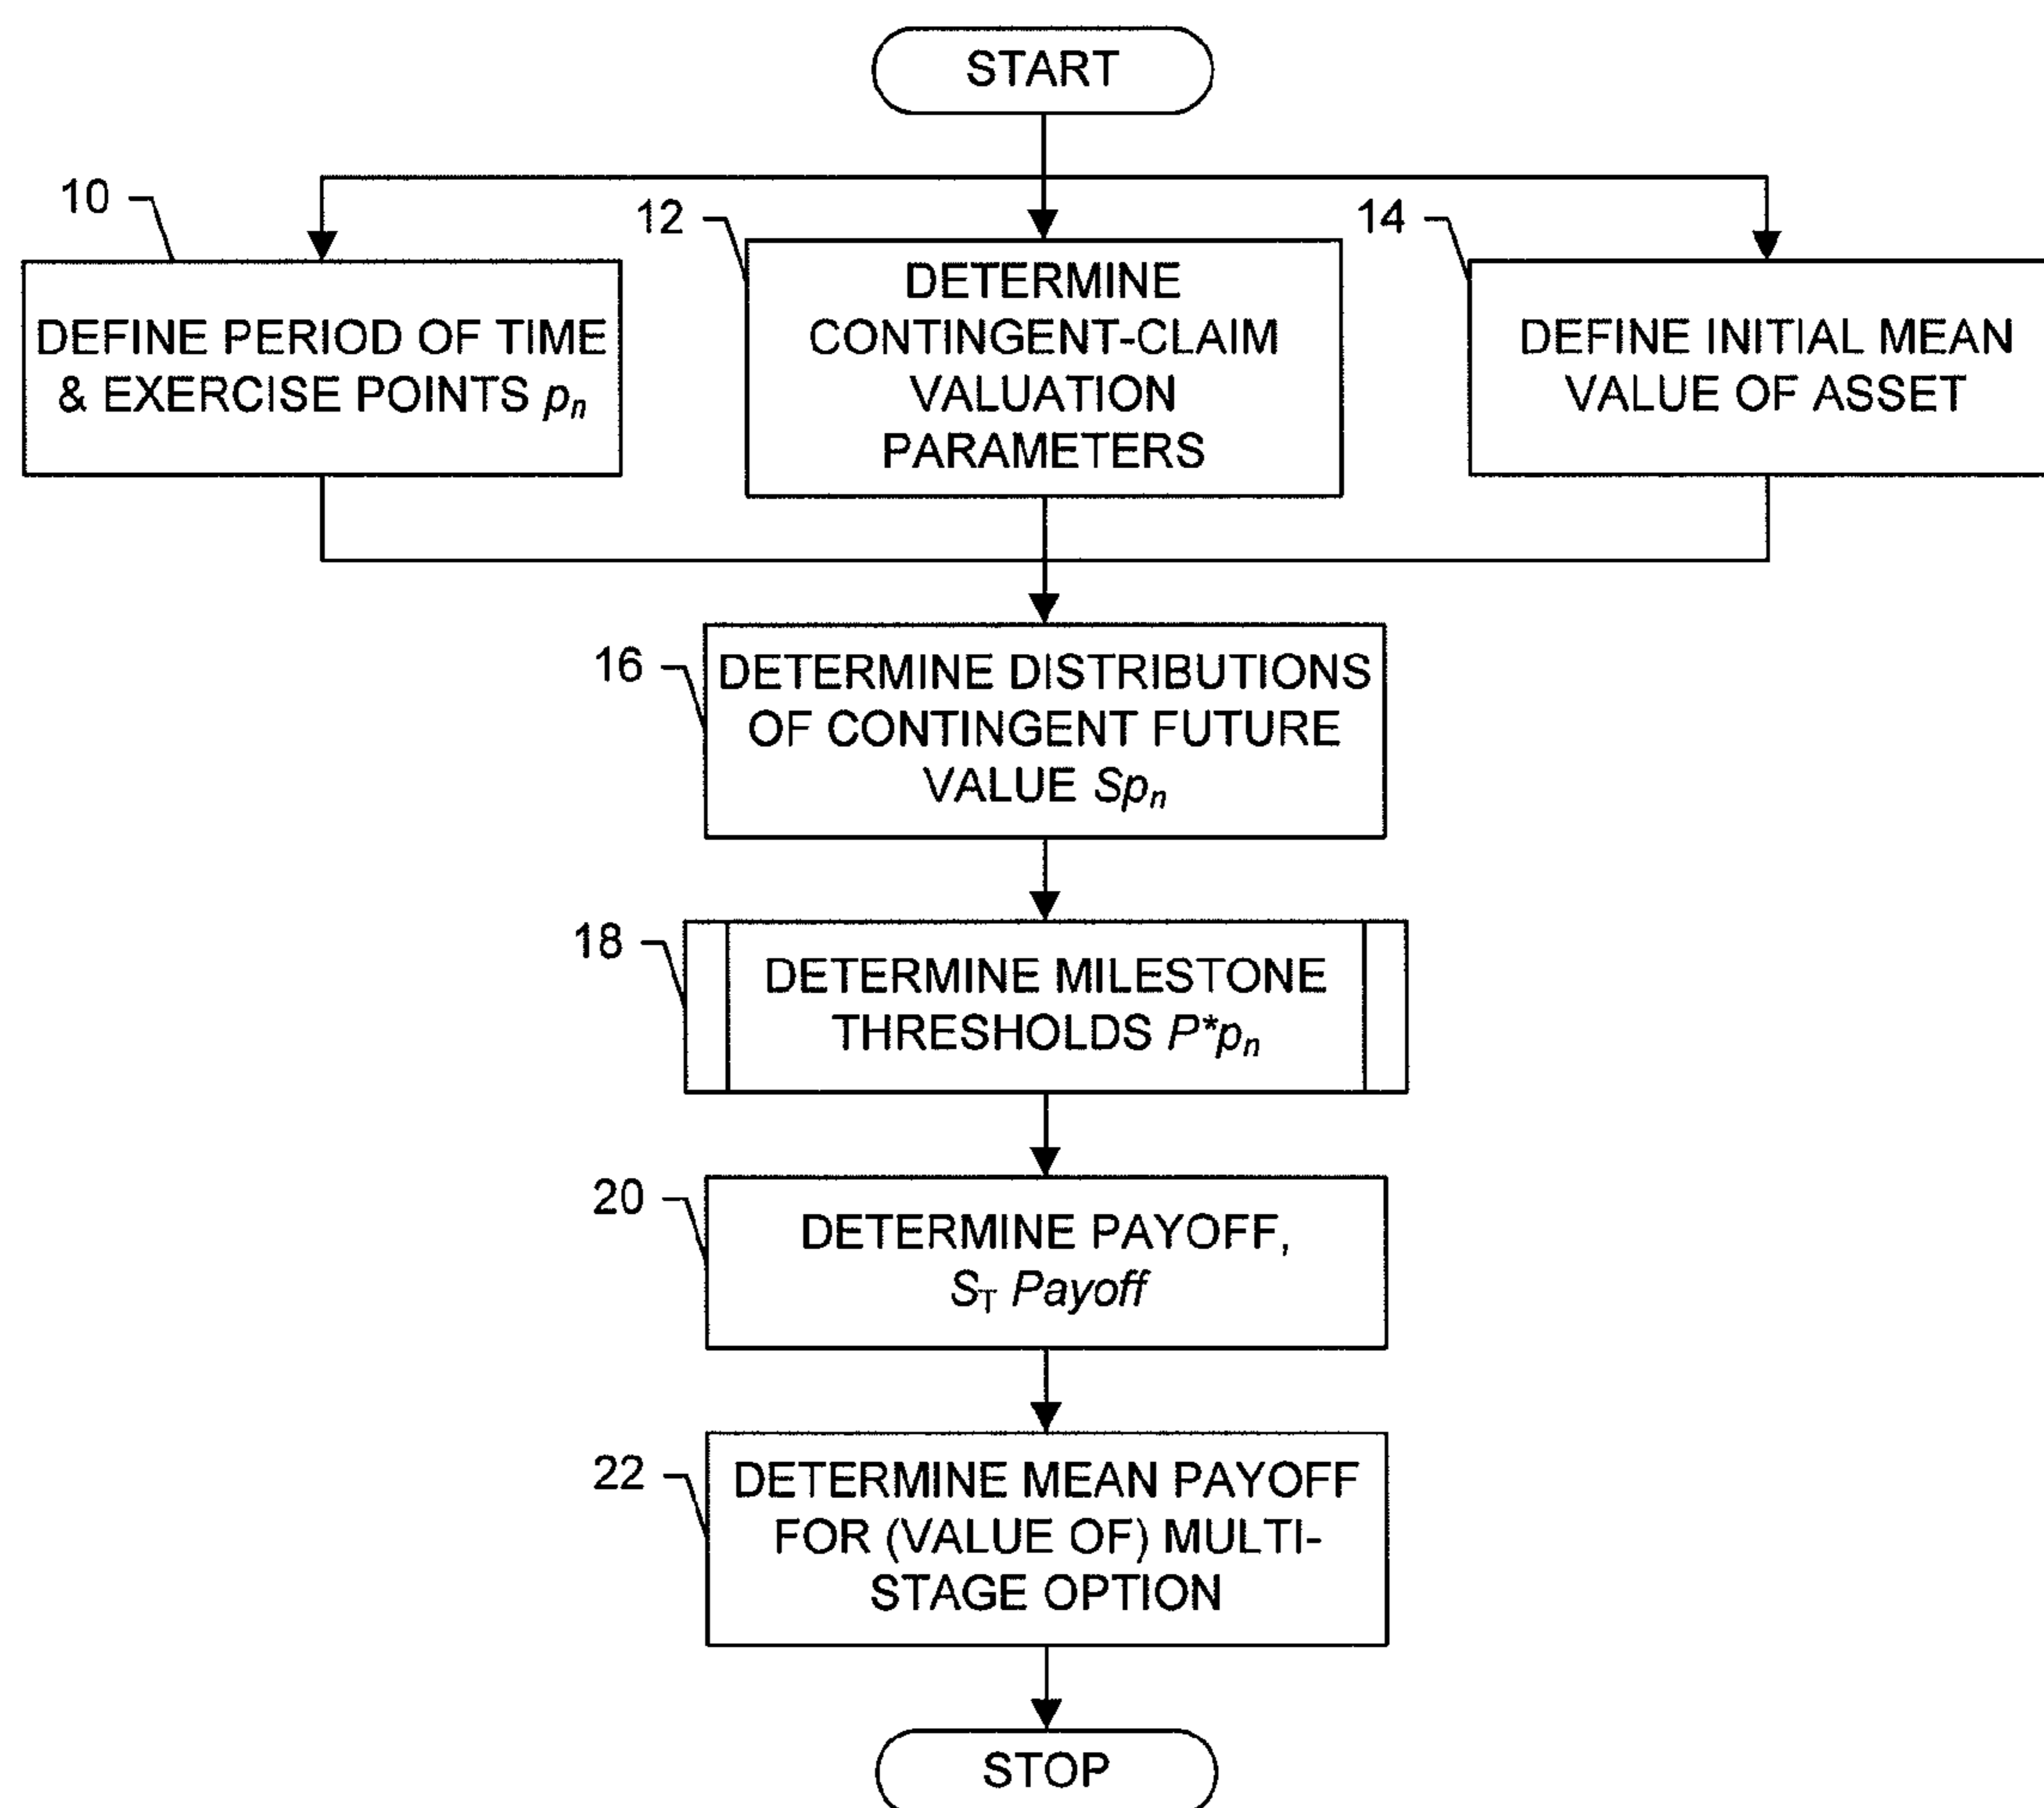 START
10
DEFINE PERIOD OF TIME
& EXERCISE POINTS pn
12
DETERMINE
CONTINGENT-CLAIM
VALUATION
PARAMETERS
14
DEFINE INITIAL MEAN
VALUE OF ASSET
16
DETERMINE DISTRIBUTIONS
OF CONTINGENT FUTURE
VALUE Spn
18
DETERMINE MILESTONE
THRESHOLDS P*pn
20
DETERMINE PAYOFF,
ST Payoff
22
DETERMINE MEAN PAYOFF
FOR (VALUE OF) MULTI-
STAGE OPTION
STOP